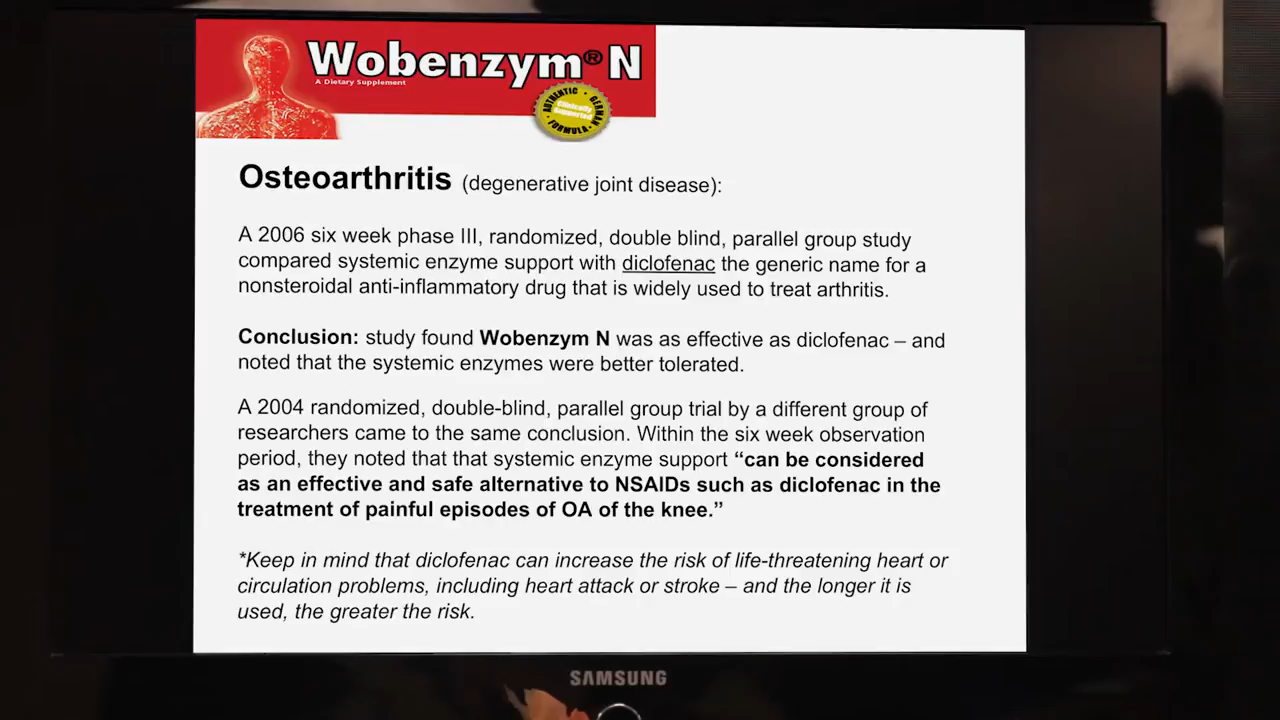 Wobenzym® N
A Dietary Supplement
AUTHENTIC • GERMAN
Clinically
Supported
FORMULA •
Osteoarthritis (degenerative joint disease):
A 2006 six week phase III, randomized, double blind, parallel group study
compared systemic enzyme support with diclofenac the generic name for a
nonsteroidal anti-inflammatory drug that is widely used to treat arthritis.
Conclusion: study found Wobenzym N was as effective as diclofenac – and
noted that the systemic enzymes were better tolerated.
A 2004 randomized, double-blind, parallel group trial by a different group of
researchers came to the same conclusion. Within the six week observation
period, they noted that that systemic enzyme support “can be considered
as an effective and safe alternative to NSAIDs such as diclofenac in the
treatment of painful episodes of OA of the knee.”
*Keep in mind that diclofenac can increase the risk of life-threatening heart or
circulation problems, including heart attack or stroke – and the longer it is
used, the greater the risk.
SAMSUNG